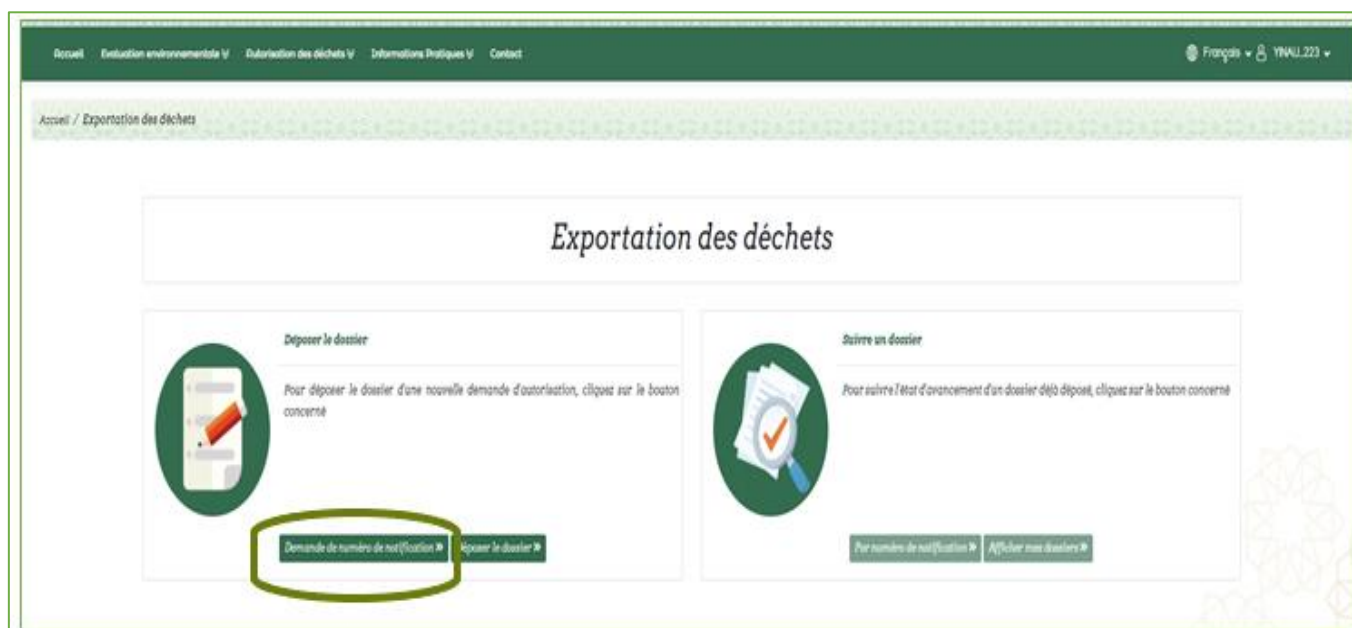 Accueil Evaluation environnementale Autorisation des déchets Informations Pratiques Contact Français YINALI_223
Accueil / Exportation des déchets
Exportation des déchets
Déposer le dossier
Pour déposer le dossier d'une nouvelle demande d'autorisation, cliquez sur le bouton
concerné
Demande de numéro de notification » Déposer le dossier »
Suivre un dossier
Pour suivre l'état d'avancement d'un dossier déjà déposé, cliquez sur le bouton concerné
Par numéro de notification » Afficher mes dossiers »